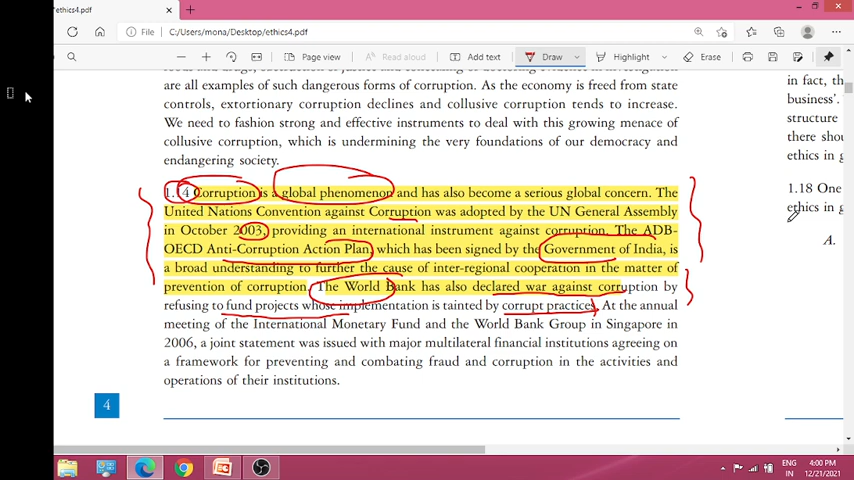 *ethics4.pdf
File
C:/Users/mona/Desktop/ethics4.pdf
Page view
Read aloud
Add text
Draw
Highlight
Erase
are all examples of such dangerous forms of corruption. As the economy is freed from state
controls, extortionary corruption declines and collusive corruption tends to increase.
We need to fashion strong and effective instruments to deal with this growing menace of
collusive corruption, which is undermining the very foundations of our democracy and
endangering society.
1.14 Corruption is a global phenomenon and has also become a serious global concern. The
United Nations Convention against Corruption was adopted by the UN General Assembly
in October 2003, providing an international instrument against corruption. The ADB-
OECD Anti-Corruption Action Plan, which has been signed by the Government of India, is
a broad understanding to further the cause of inter-regional cooperation in the matter of
prevention of corruption. The World Bank has also declared war against corruption by
refusing to fund projects whose implementation is tainted by corrupt practices. At the annual
meeting of the International Monetary Fund and the World Bank Group in Singapore in
2006, a joint statement was issued with major multilateral financial institutions agreeing on
a framework for preventing and combating fraud and corruption in the activities and
operations of their institutions.
4
in fact, th
business'.
structure
there shou
ethics in g
1.18 One
ethics in g
A.
ENG
IN
4:00 PM
12/21/2021